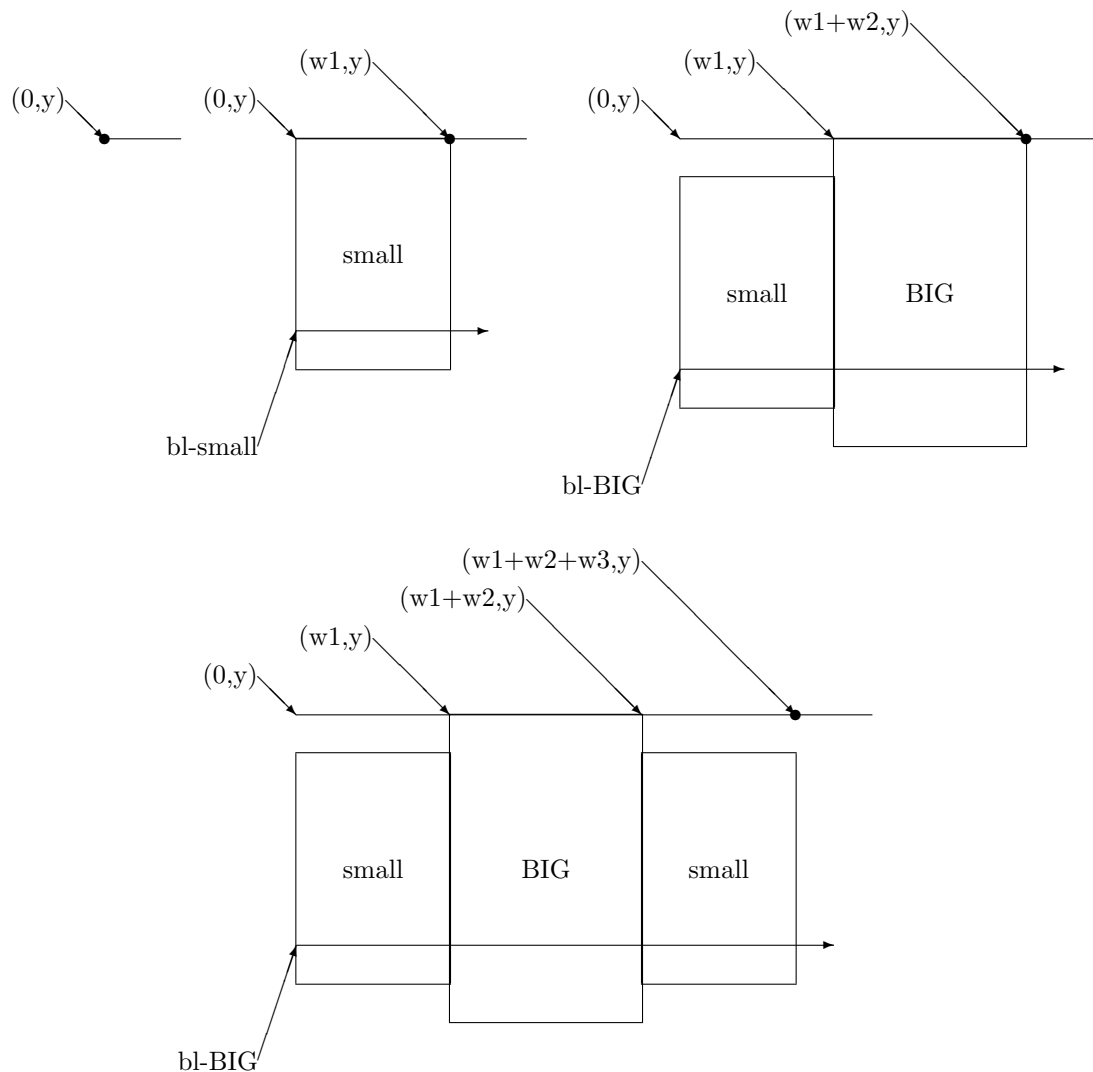 (0,y)
(0,y)
(w1,y)
small
bl-small
(0,y)
(w1,y)
(w1+w2,y)
small
BIG
bl-BIG
(0,y)
(w1,y)
(w1+w2,y)
(w1+w2+w3,y)
small
BIG
small
bl-BIG